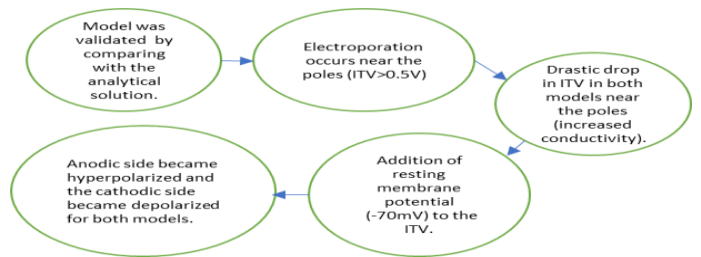 Model was
validated by
comparing
with the
analytical
solution.
Electroporation
occurs near the
poles (ITV>0.5V)
Drastic drop
in ITV in both
models near
the poles
(increased
conductivity).
Addition of
resting
membrane
potential
(-70mV) to the
ITV.
Anodic side became
hyperpolarized and
the cathodic side
became depolarized
for both models.